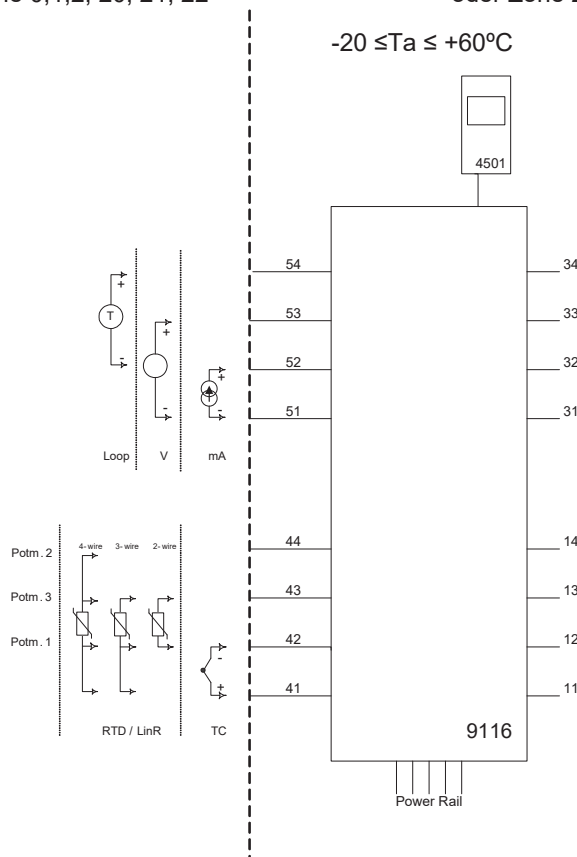 -20 ≤Ta ≤ +60ºC
4501
54
34
53
33
T
52
32
51
31
+
-
+
-
+
-
Loop
V
mA
44
14
Potm. 2
4-wire
3-wire
2-wire
43
13
Potm. 3
42
12
Potm. 1
-
+
41
11
RTD / LinR
TC
9116
Power Rail